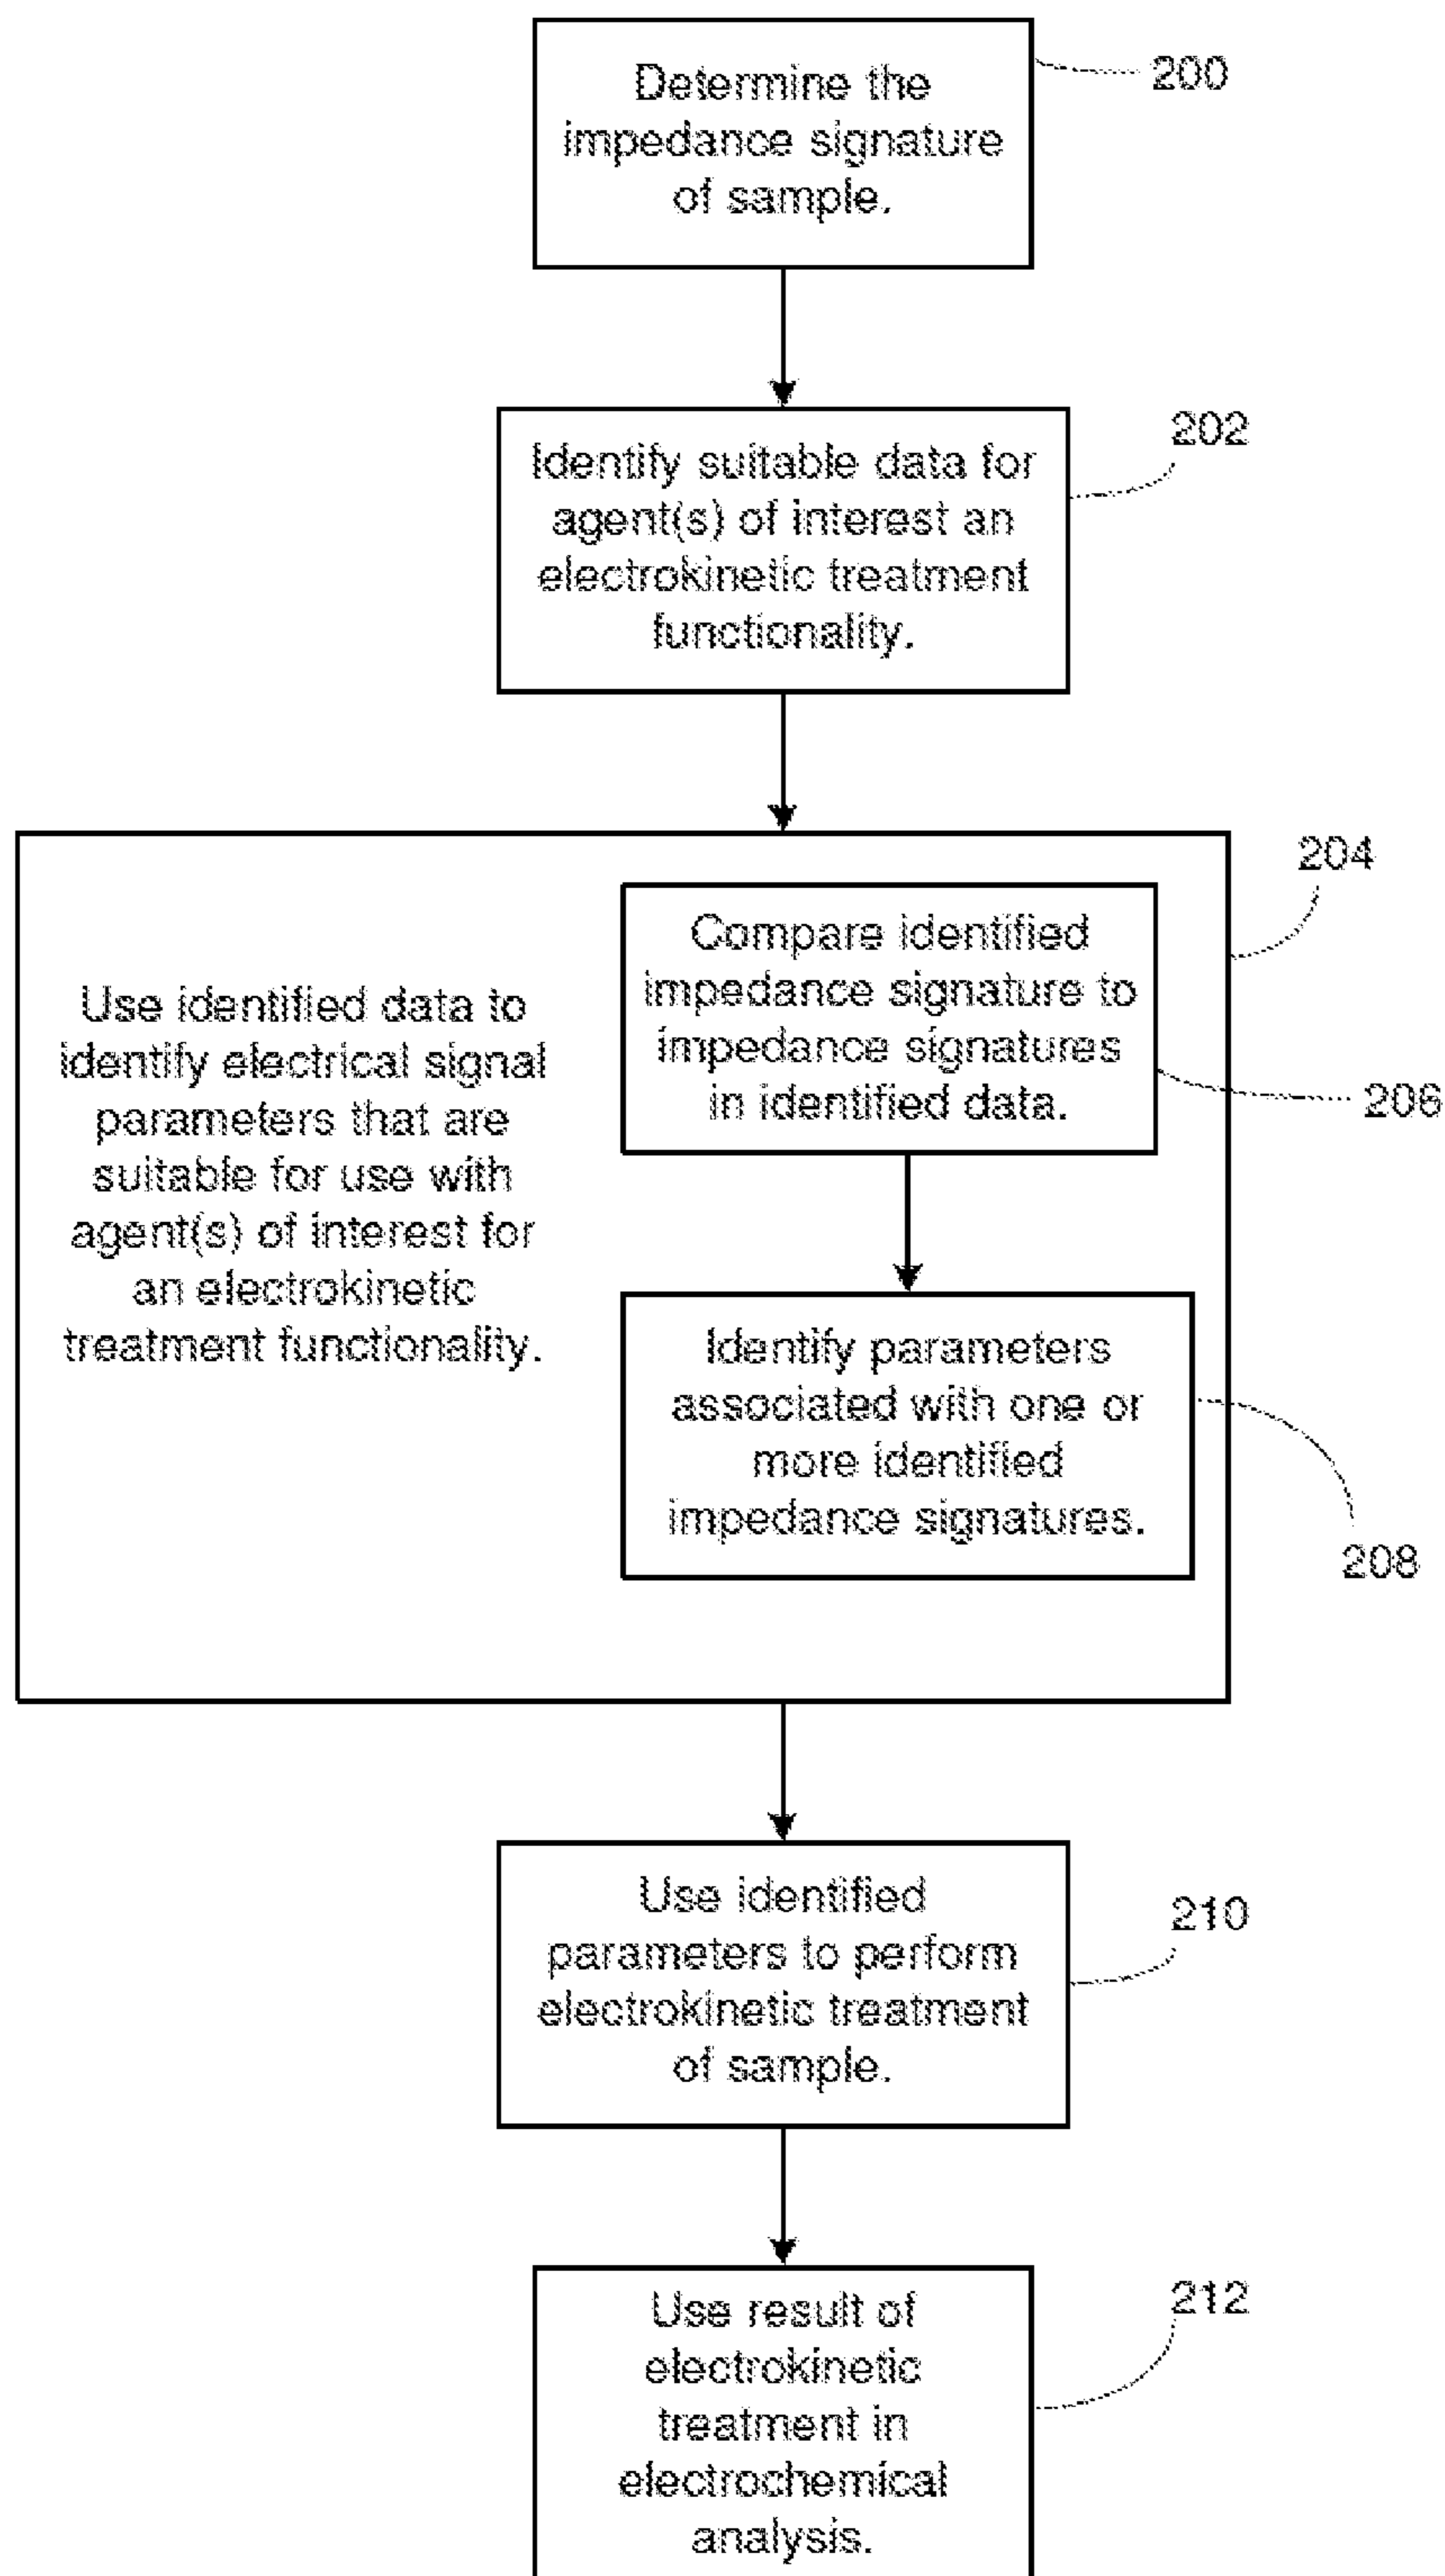 Determine the
impedance signature
of sample.
200
Identify suitable data for
agent(s) of interest an
electrokinetic treatment
functionality.
202
204
Use identified data to
identify electrical signal
parameters that are
suitable for use with
agent(s) of interest for
an electrokinetic
treatment functionality.
Compare identified
impedance signature to
impedance signatures
in identified data.
206
Identify parameters
associated with one or
more identified
impedance signatures.
208
Use identified
parameters to perform
electrokinetic treatment
of sample.
210
Use result of
electrokinetic
treatment in
electrochemical
analysis.
212